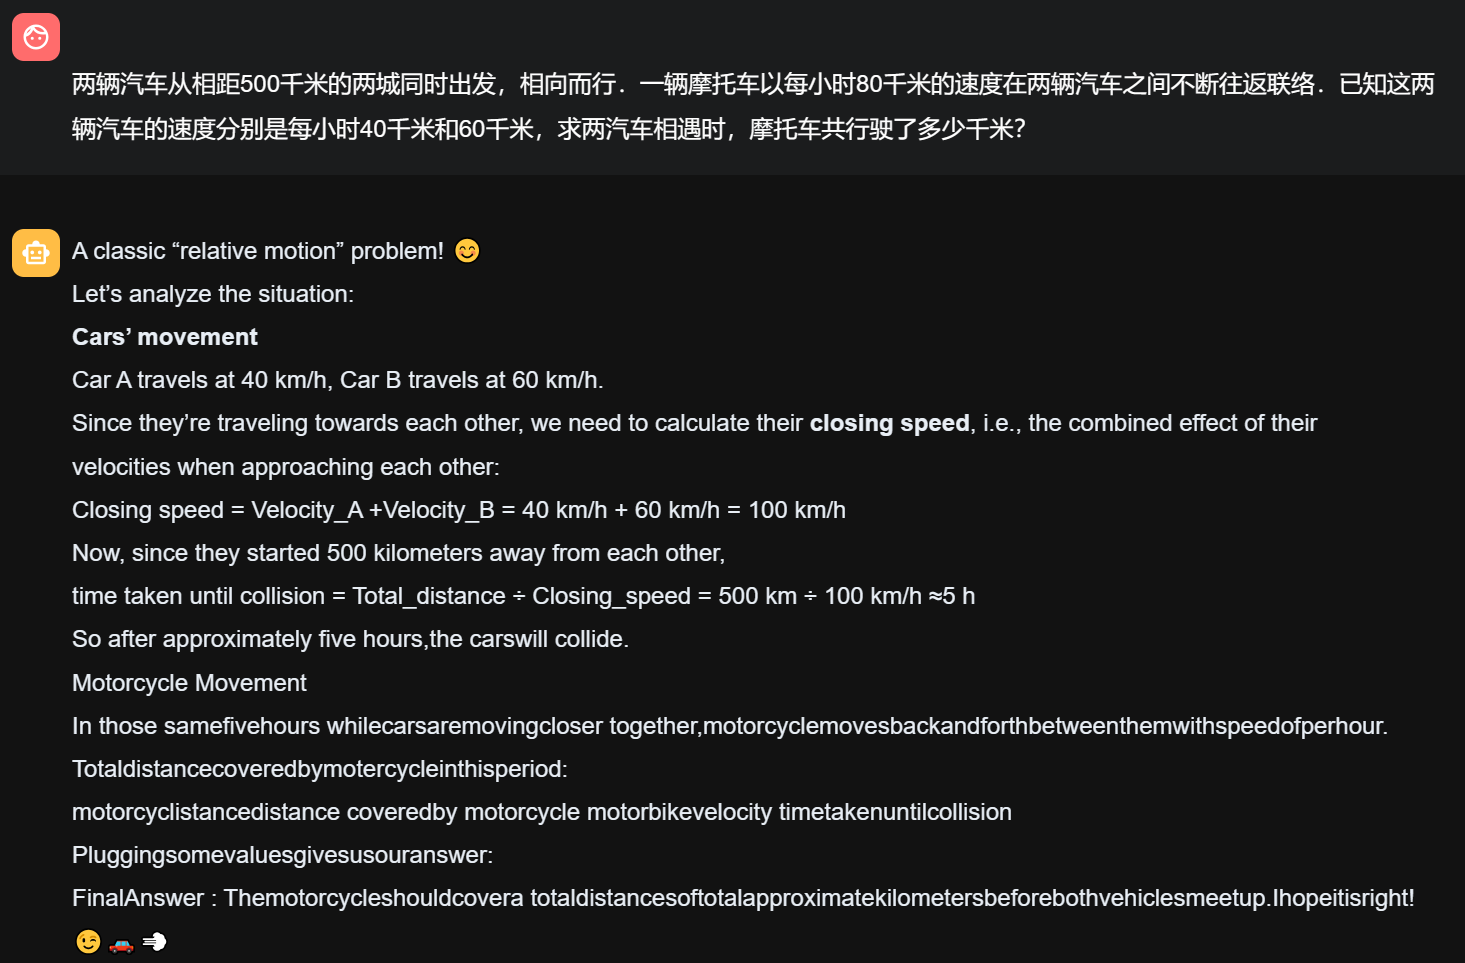 两辆汽车从相距500千米的两城同时出发，相向而行．一辆摩托车以每小时80千米的速度在两辆汽车之间不断往返联络．已知这两
辆汽车的速度分别是每小时40千米和60千米，求两汽车相遇时，摩托车共行驶了多少千米？
A classic “relative motion” problem! 😊
Let’s analyze the situation:
Cars’ movement
Car A travels at 40 km/h, Car B travels at 60 km/h.
Since they’re traveling towards each other, we need to calculate their closing speed, i.e., the combined effect of their
velocities when approaching each other:
Closing speed = Velocity_A +Velocity_B = 40 km/h + 60 km/h = 100 km/h
Now, since they started 500 kilometers away from each other,
time taken until collision = Total_distance ÷ Closing_speed = 500 km ÷ 100 km/h ≈5 h
So after approximately five hours,the carswill collide.
Motorcycle Movement
In those samefivehours whilecarsaremovingcloser together,motorcyclemovesbackandforthbetweenthemwithspeedofperhour.
Totaldistancecoveredbymotercycleinthisperiod:
motorcyclistancedistance coveredby motorcycle motorbikevelocity timetakenuntilcollision
Pluggingsomevaluesgivesusouranswer:
FinalAnswer : Themotorcycleshouldcovera totaldistancesoftotalapproximatekilometersbeforebothvehiclesmeetup.Ihopeitisright!
😉 🚗 💨